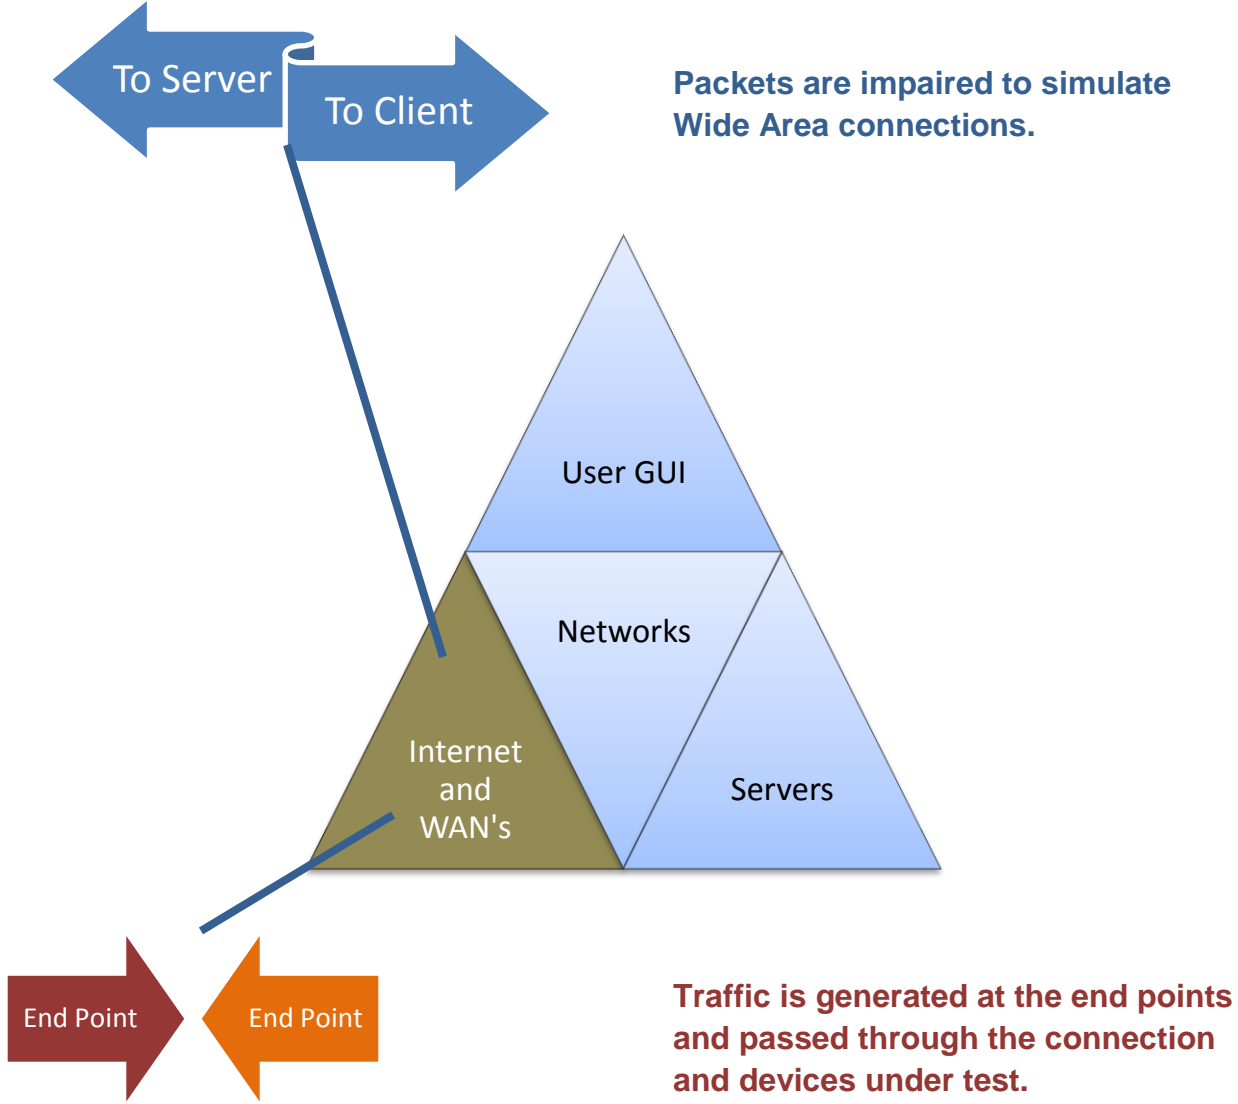 To Server
To Client
Packets are impaired to simulate
Wide Area connections.
User GUI
Networks
Internet
and
WAN's
Servers
End Point
End Point
Traffic is generated at the end points
and passed through the connection
and devices under test.